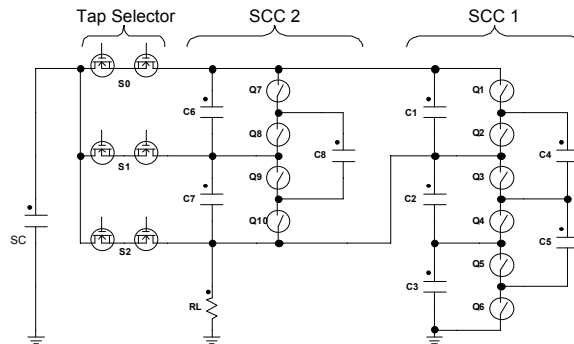 Tap Selector
SCC 2
SCC 1
S0
Q7
Q1
C6
C1
Q8
Q2
C8
C4
S1
Q9
Q3
C7
C2
Q10
Q4
SC
S2
C5
Q5
RL
C3
Q6